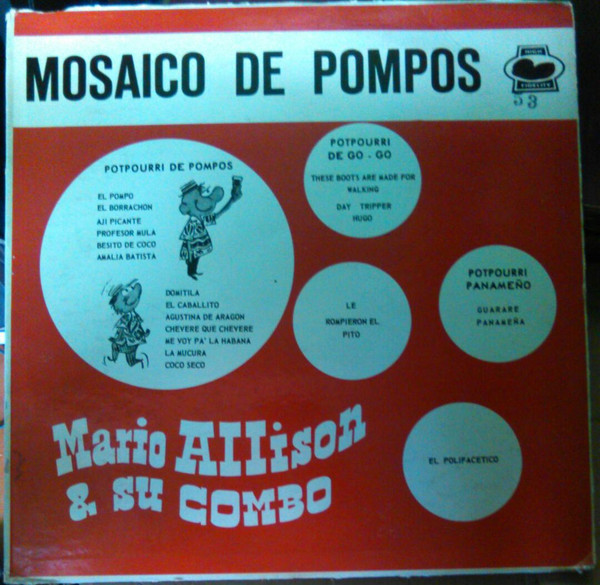 MOSAICO DE POMPOS
FIDELITY
53
POTPOURRI DE POMPOS
EL POMPO
EL BORRACHON
AJI PICANTE
PROFESOR MULA
BESITO DE COCO
AMALIA BATISTA
DOMITILA
EL CABALLITO
AGUSTINA DE ARAGON
CHEVERE QUE CHEVERE
ME VOY PA' LA HABANA
LA MUCURA
COCO SECO
POTPOURRI
DE GO - GO
THESE BOOTS ARE MADE FOR
WALKING
DAY TRIPPER
HUGO
LE
ROMPIERON EL
PITO
POTPOURRI
PANAMEÑO
GUARARE
PANAMEÑA
EL POLIFACETICO
Mario Allison
& su COMBO